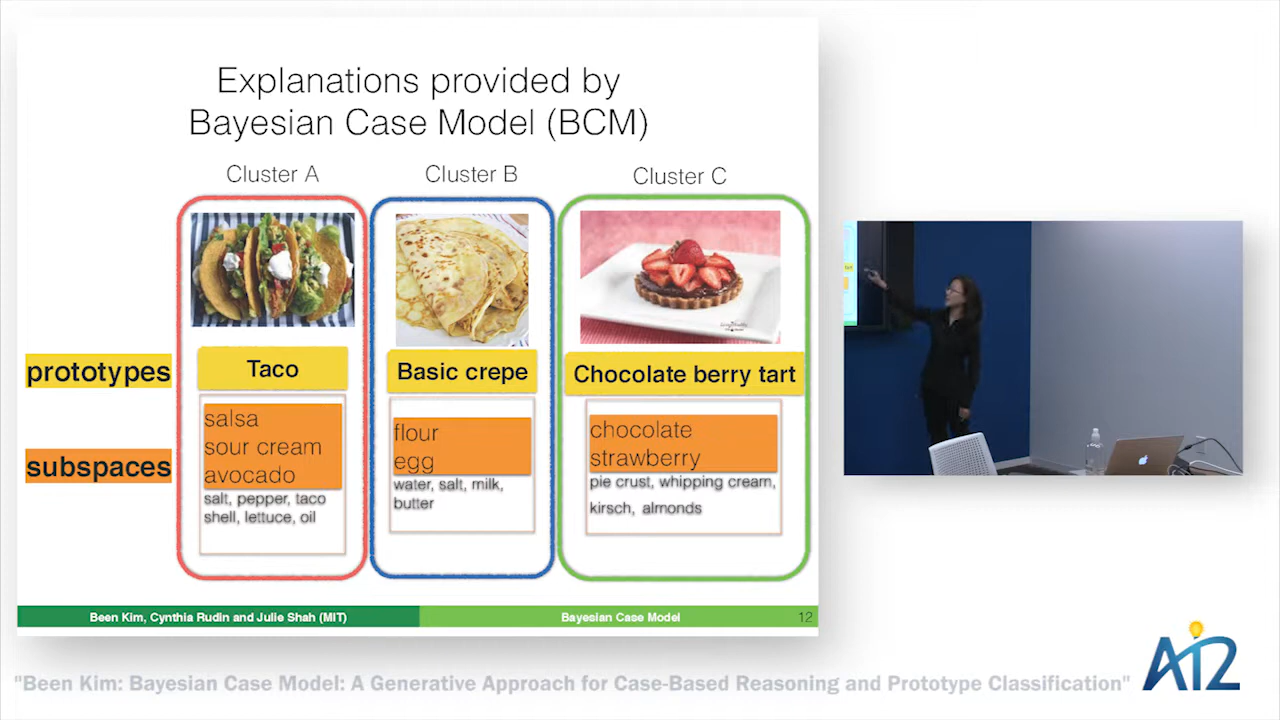 Explanations provided by
Bayesian Case Model (BCM)
Cluster A
Cluster B
Cluster C
prototypes
Taco
Basic crepe
Chocolate berry tart
subspaces
salsa
sour cream
avocado
salt, pepper, taco
shell, lettuce, oil
flour
egg
water, salt, milk,
butter
chocolate
strawberry
pie crust, whipping cream,
kirsch, almonds
Been Kim, Cynthia Rudin and Julie Shah (MIT)
Bayesian Case Model
12
"Been Kim: Bayesian Case Model: A Generative Approach for Case-Based Reasoning and Prototype Classification"
AI2